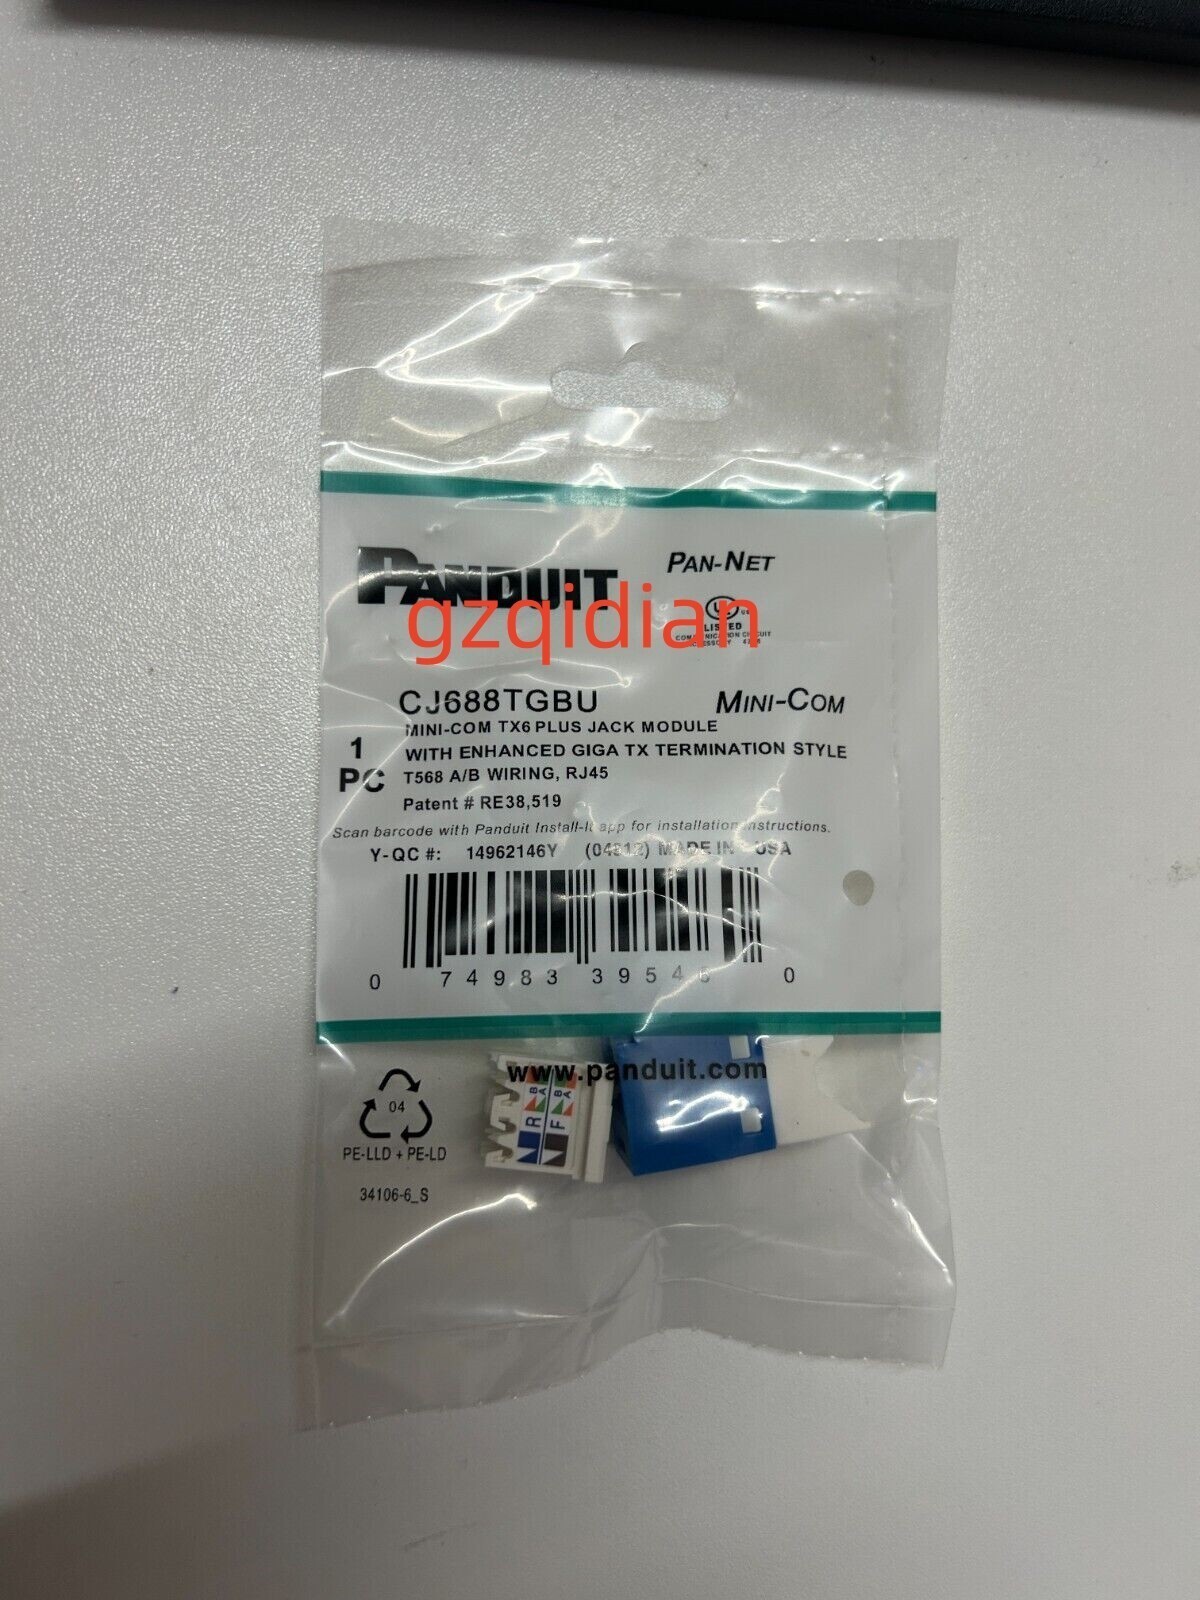 PANDUIT
PAN-NET
gzqidian
LISTED
CJ688TGBU
MINI-COM
MINI-COM TX6 PLUS JACK MODULE
1
PC
WITH ENHANCED GIGA TX TERMINATION STYLE
T568 A/B WIRING, RJ45
Patent # RE38,519
Scan barcode with Panduit Install-It app for installation instructions.
Y-QC #: 14962146Y MADE IN USA
0 74983 39546 0
www.panduit.com
B A B A
R F
04
PE-LLD + PE-LD
34106-6_S